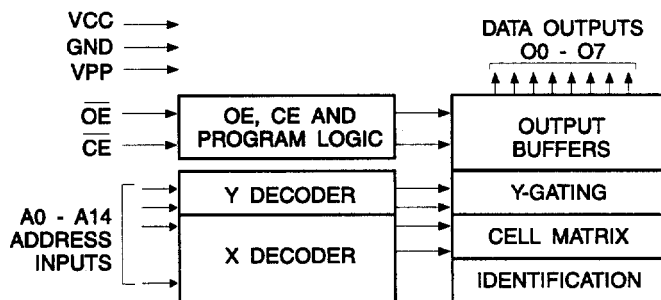 VCC
GND
VPP
OE
CE
A0 - A14
ADDRESS
INPUTS
OE, CE AND
PROGRAM LOGIC
Y DECODER
X DECODER
DATA OUTPUTS
O0 - O7
OUTPUT
BUFFERS
Y-GATING
CELL MATRIX
IDENTIFICATION